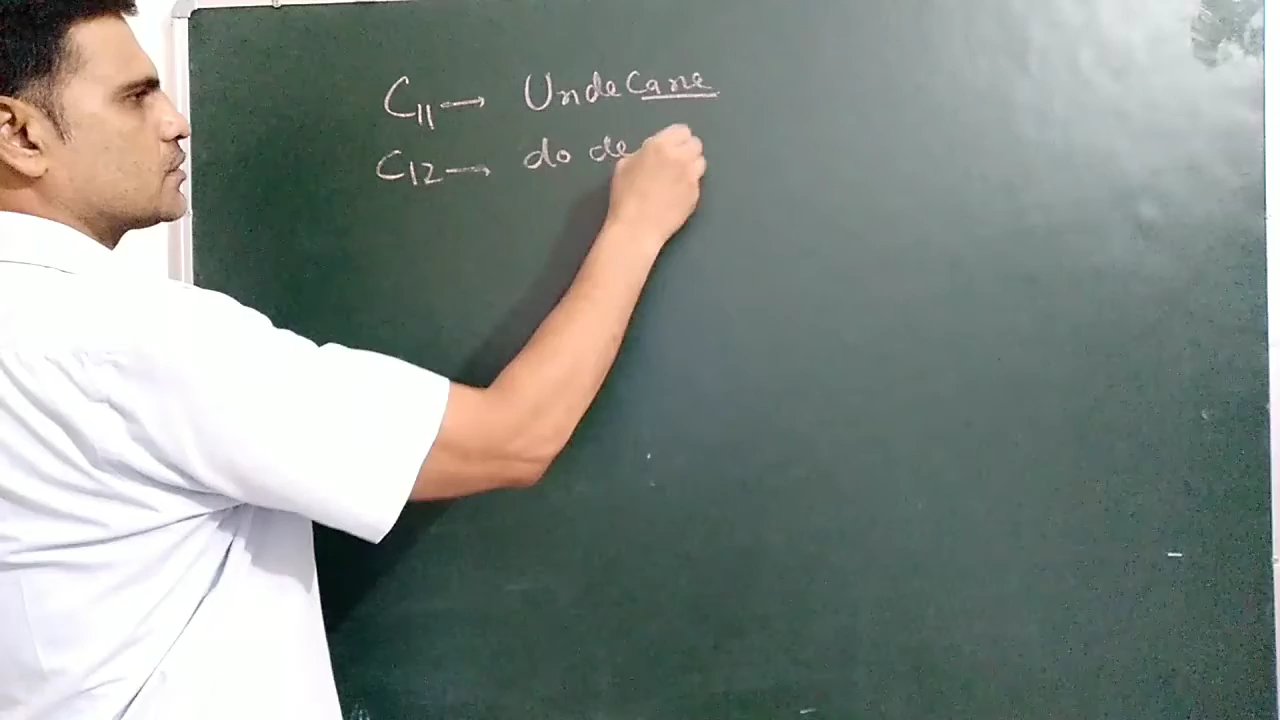 C11 → Undecane
C12 → do de